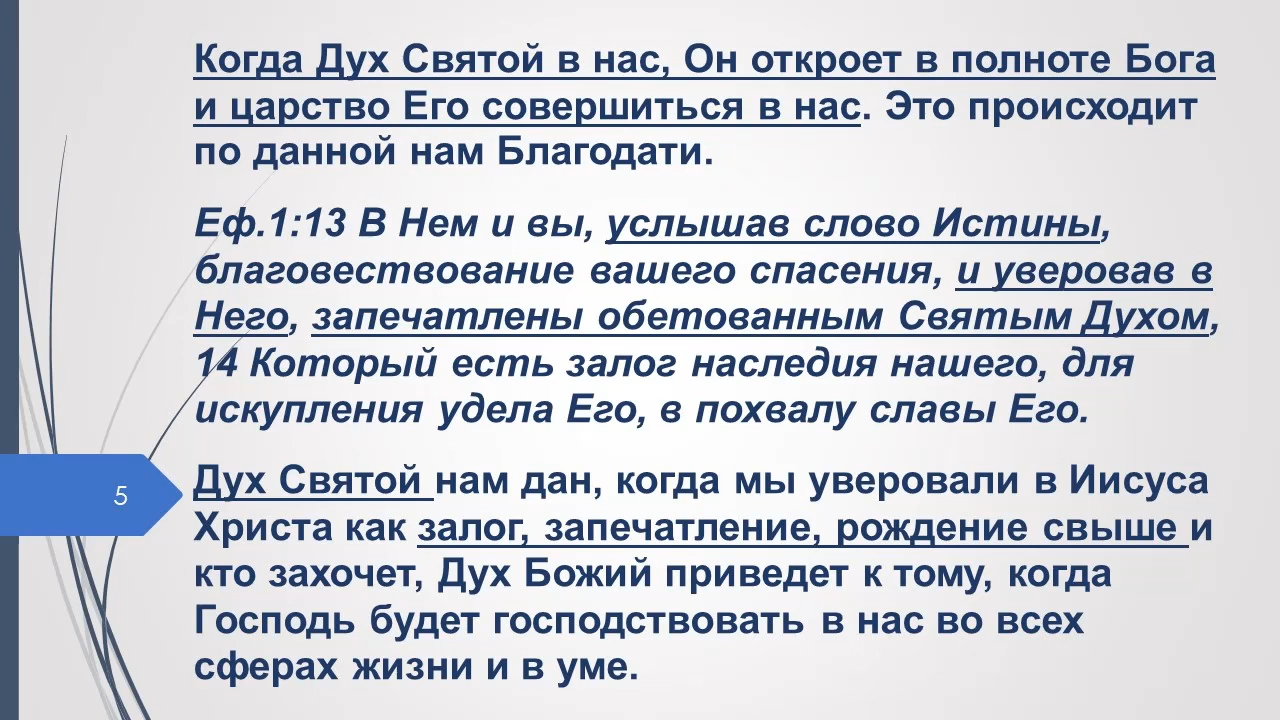 Когда Дух Святой в нас, Он откроет в полноте Бога
и царство Его совершиться в нас. Это происходит
по данной нам Благодати.
Еф.1:13 В Нем и вы, услышав слово Истины,
благовествование вашего спасения, и уверовав в
Него, запечатлены обетованным Святым Духом,
14 Который есть залог наследия нашего, для
искупления удела Его, в похвалу славы Его.
5
Дух Святой нам дан, когда мы уверовали в Иисуса
Христа как залог, запечатление, рождение свыше и
кто захочет, Дух Божий приведет к тому, когда
Господь будет господствовать в нас во всех
сферах жизни и в уме.